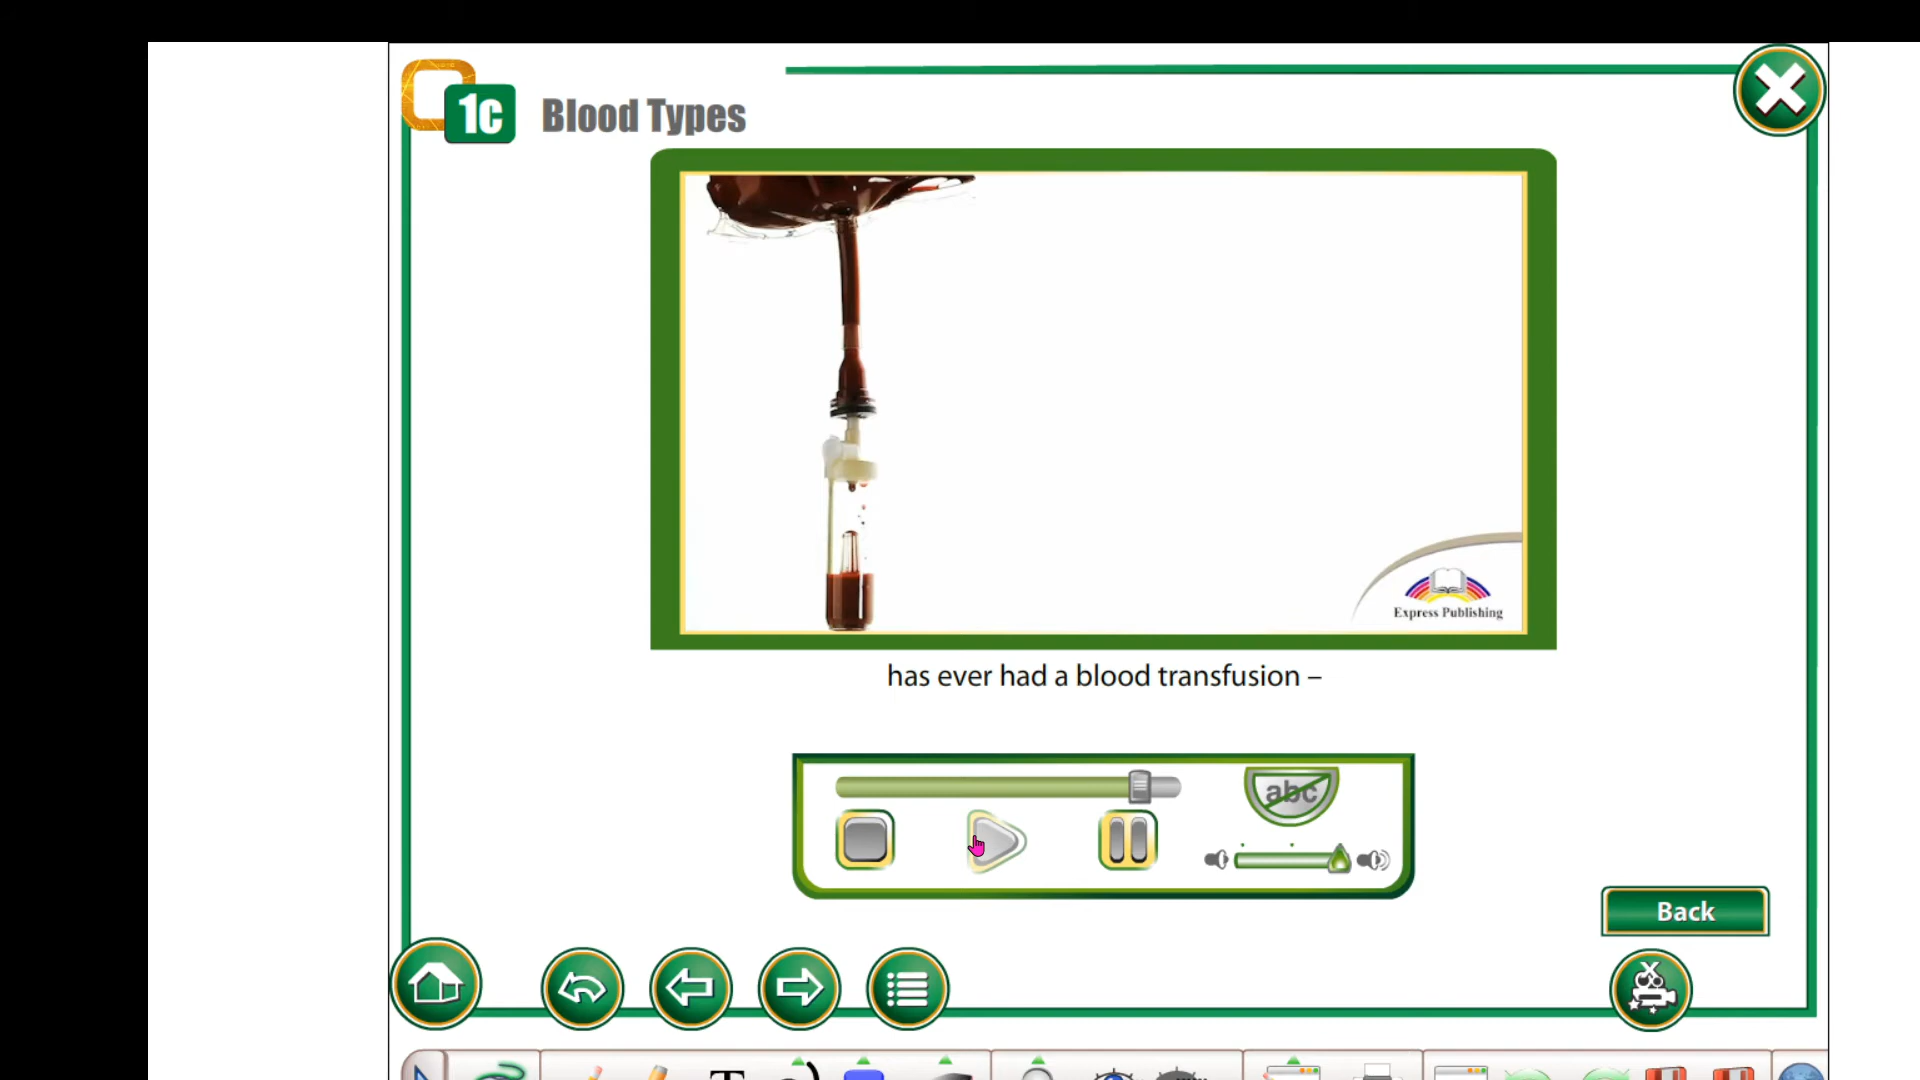 1c
Blood Types
Express Publishing
has ever had a blood transfusion –
abc
Back
T